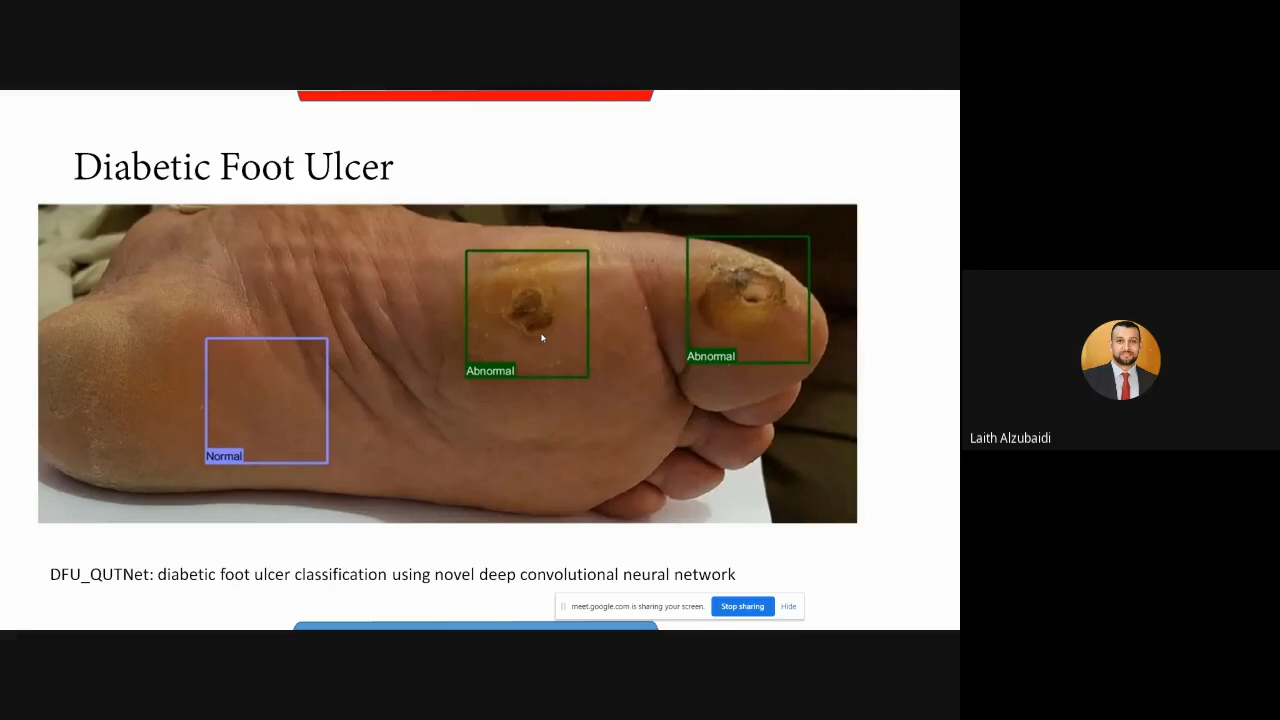 Diabetic Foot Ulcer
Abnormal
Abnormal
Normal
DFU_QUTNet: diabetic foot ulcer classification using novel deep convolutional neural network
meet.google.com is sharing your screen.
Stop sharing
Hide
Laith Alzubaidi